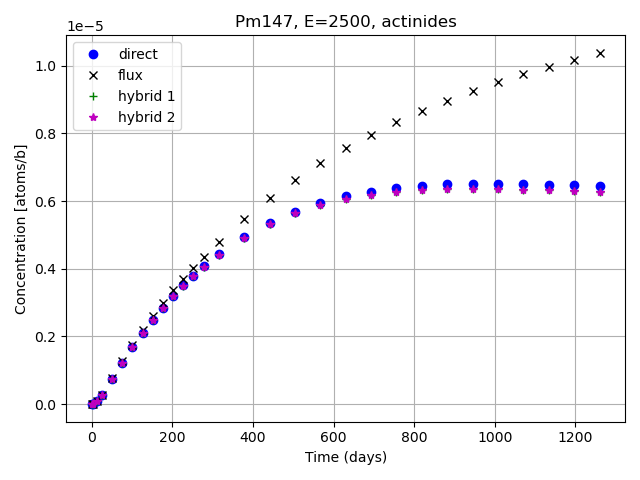 Pm147, E=2500, actinides
1e−5
direct
flux
hybrid 1
hybrid 2
1.0
0.8
0.6
0.4
0.2
0.0
Concentration [atoms/b]
0 200 400 600 800 1000 1200
Time (days)